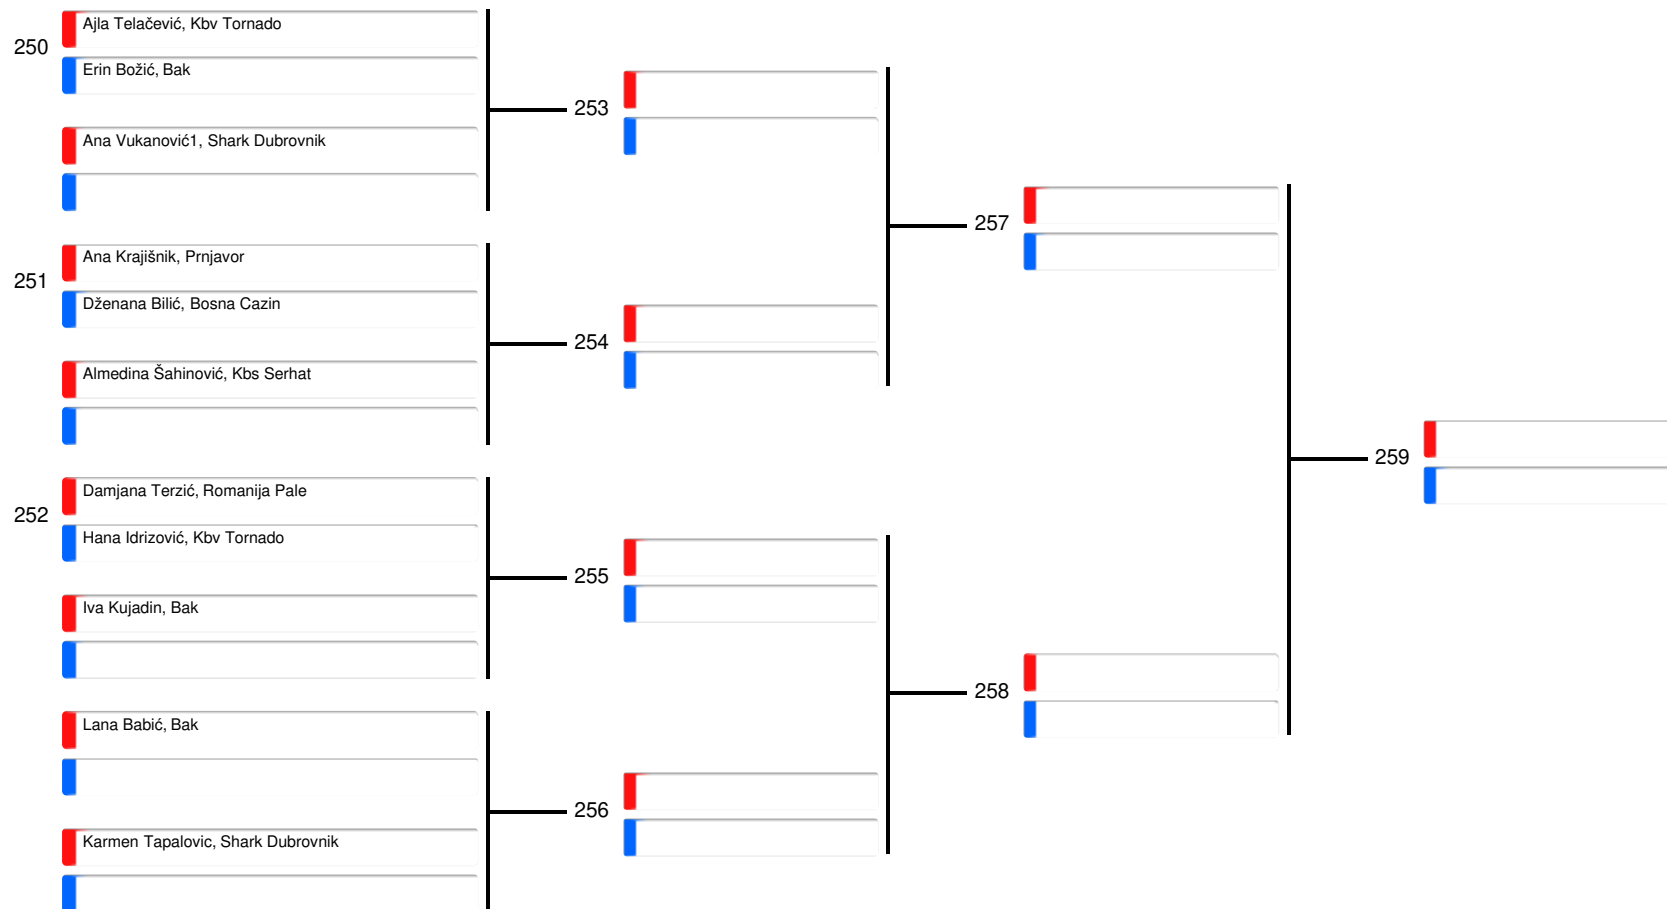 Ajla Telačević, Kbv Tornado
250
Erin Božić, Bak
253
Ana Vukanović1, Shark Dubrovnik
257
Ana Krajišnik, Prnjavor
251
Dženana Bilić, Bosna Cazin
254
Almedina Šahinović, Kbs Serhat
259
Damjana Terzić, Romanija Pale
252
Hana Idrizović, Kbv Tornado
255
Iva Kujadin, Bak
258
Lana Babić, Bak
256
Karmen Tapalovic, Shark Dubrovnik